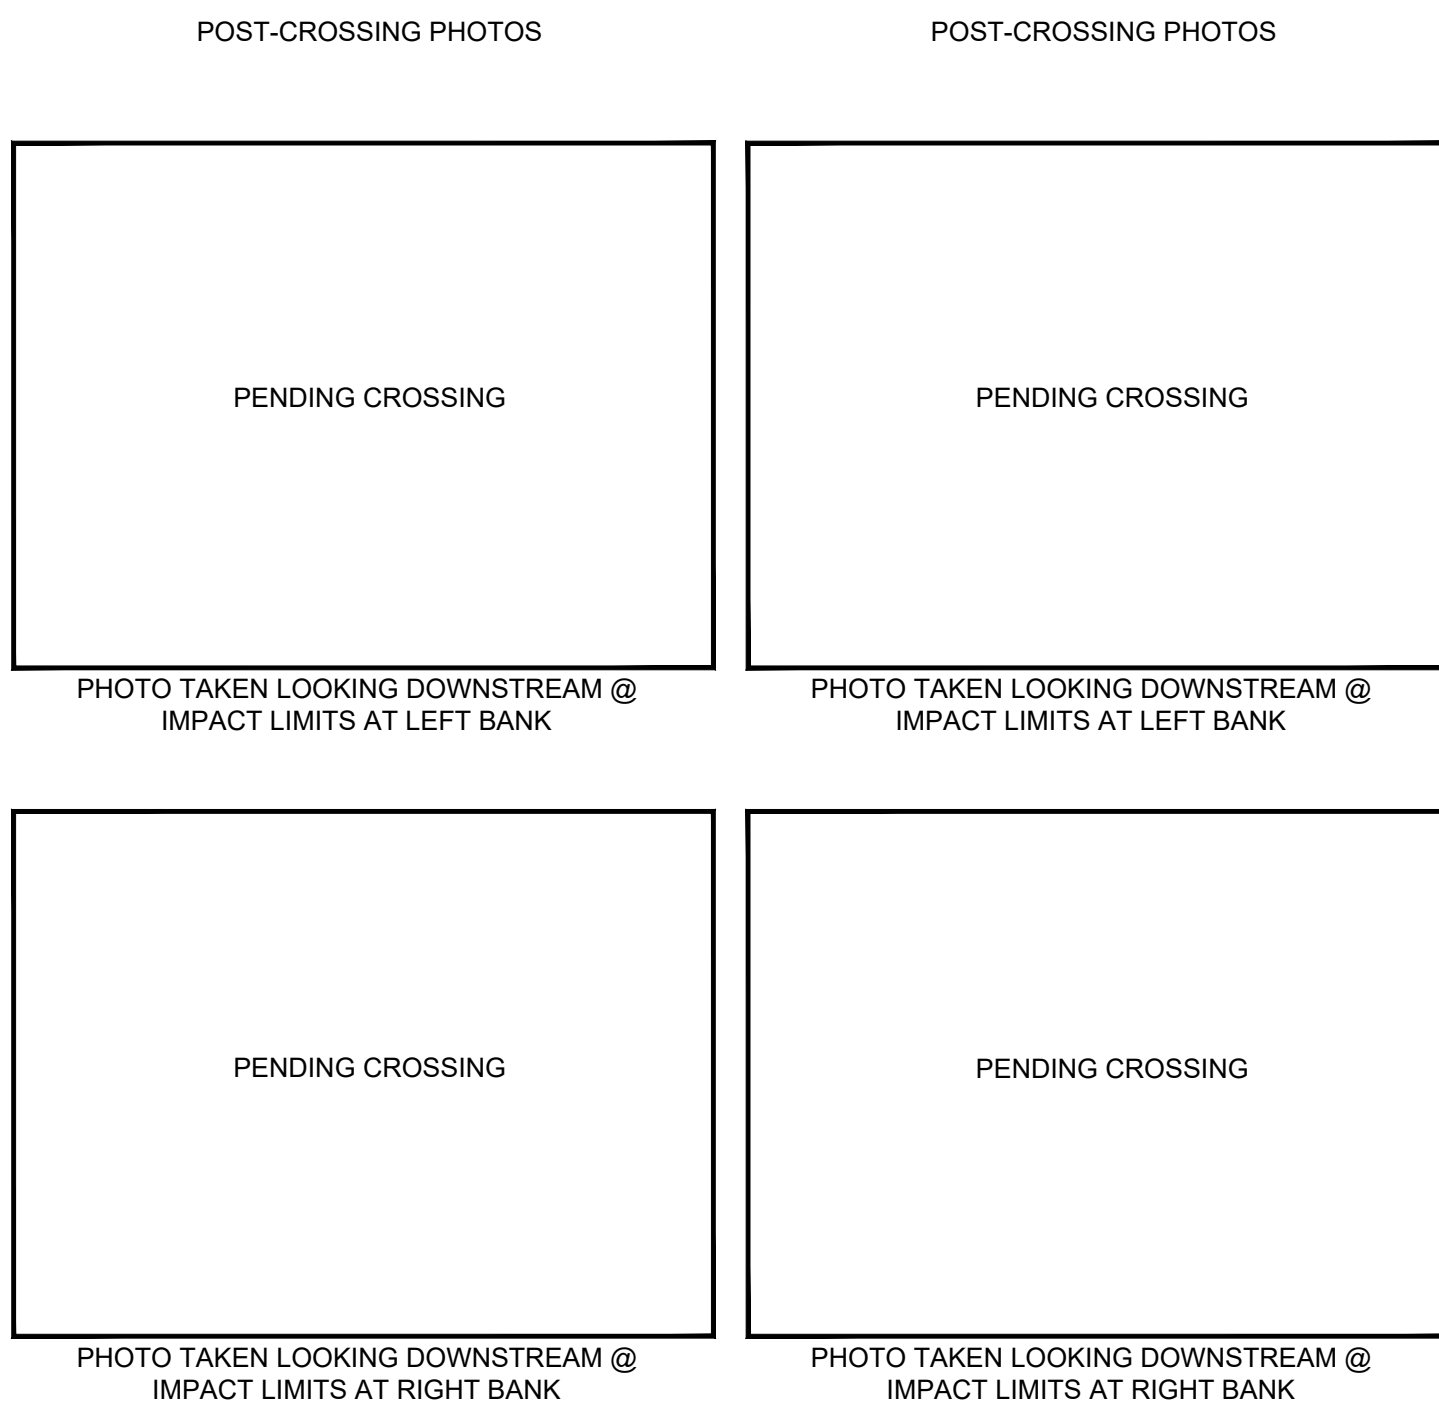 POST-CROSSING PHOTOS
POST-CROSSING PHOTOS
PENDING CROSSING
PENDING CROSSING
PHOTO TAKEN LOOKING DOWNSTREAM @
IMPACT LIMITS AT LEFT BANK
PHOTO TAKEN LOOKING DOWNSTREAM @
IMPACT LIMITS AT LEFT BANK
PENDING CROSSING
PENDING CROSSING
PHOTO TAKEN LOOKING DOWNSTREAM @
IMPACT LIMITS AT RIGHT BANK
PHOTO TAKEN LOOKING DOWNSTREAM @
IMPACT LIMITS AT RIGHT BANK